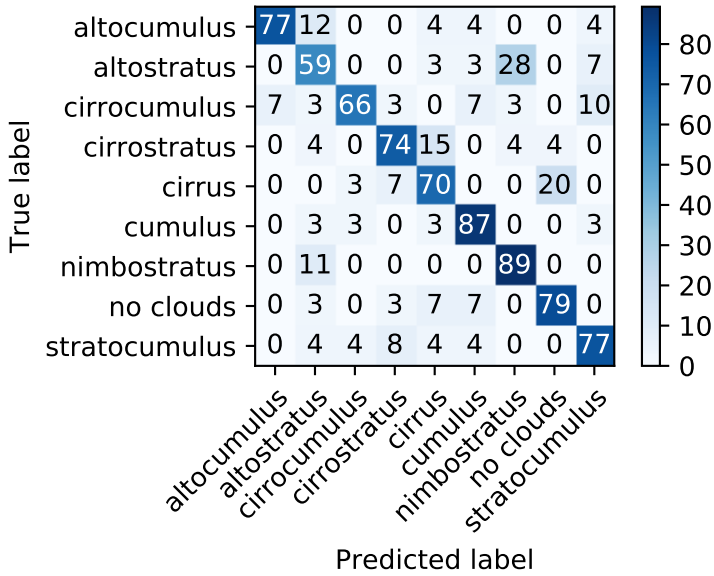 altocumulus 77 12 0 0 4 4 0 0 4
altostratus 0 59 0 0 3 3 28 0 7
cirrocumulus 7 3 66 3 0 7 3 0 10
cirrostratus 0 4 0 74 15 0 4 4 0
cirrus 0 0 3 7 70 0 0 20 0
cumulus 0 3 3 0 3 87 0 0 3
nimbostratus 0 11 0 0 0 0 89 0 0
no clouds 0 3 0 3 7 7 0 79 0
stratocumulus 0 4 4 8 4 4 0 0 77
True label
altocumulus
altostratus
cirrocumulus
cirrostratus
cirrus
cumulus
nimbostratus
no clouds
stratocumulus
Predicted label
80
70
60
50
40
30
20
10
0